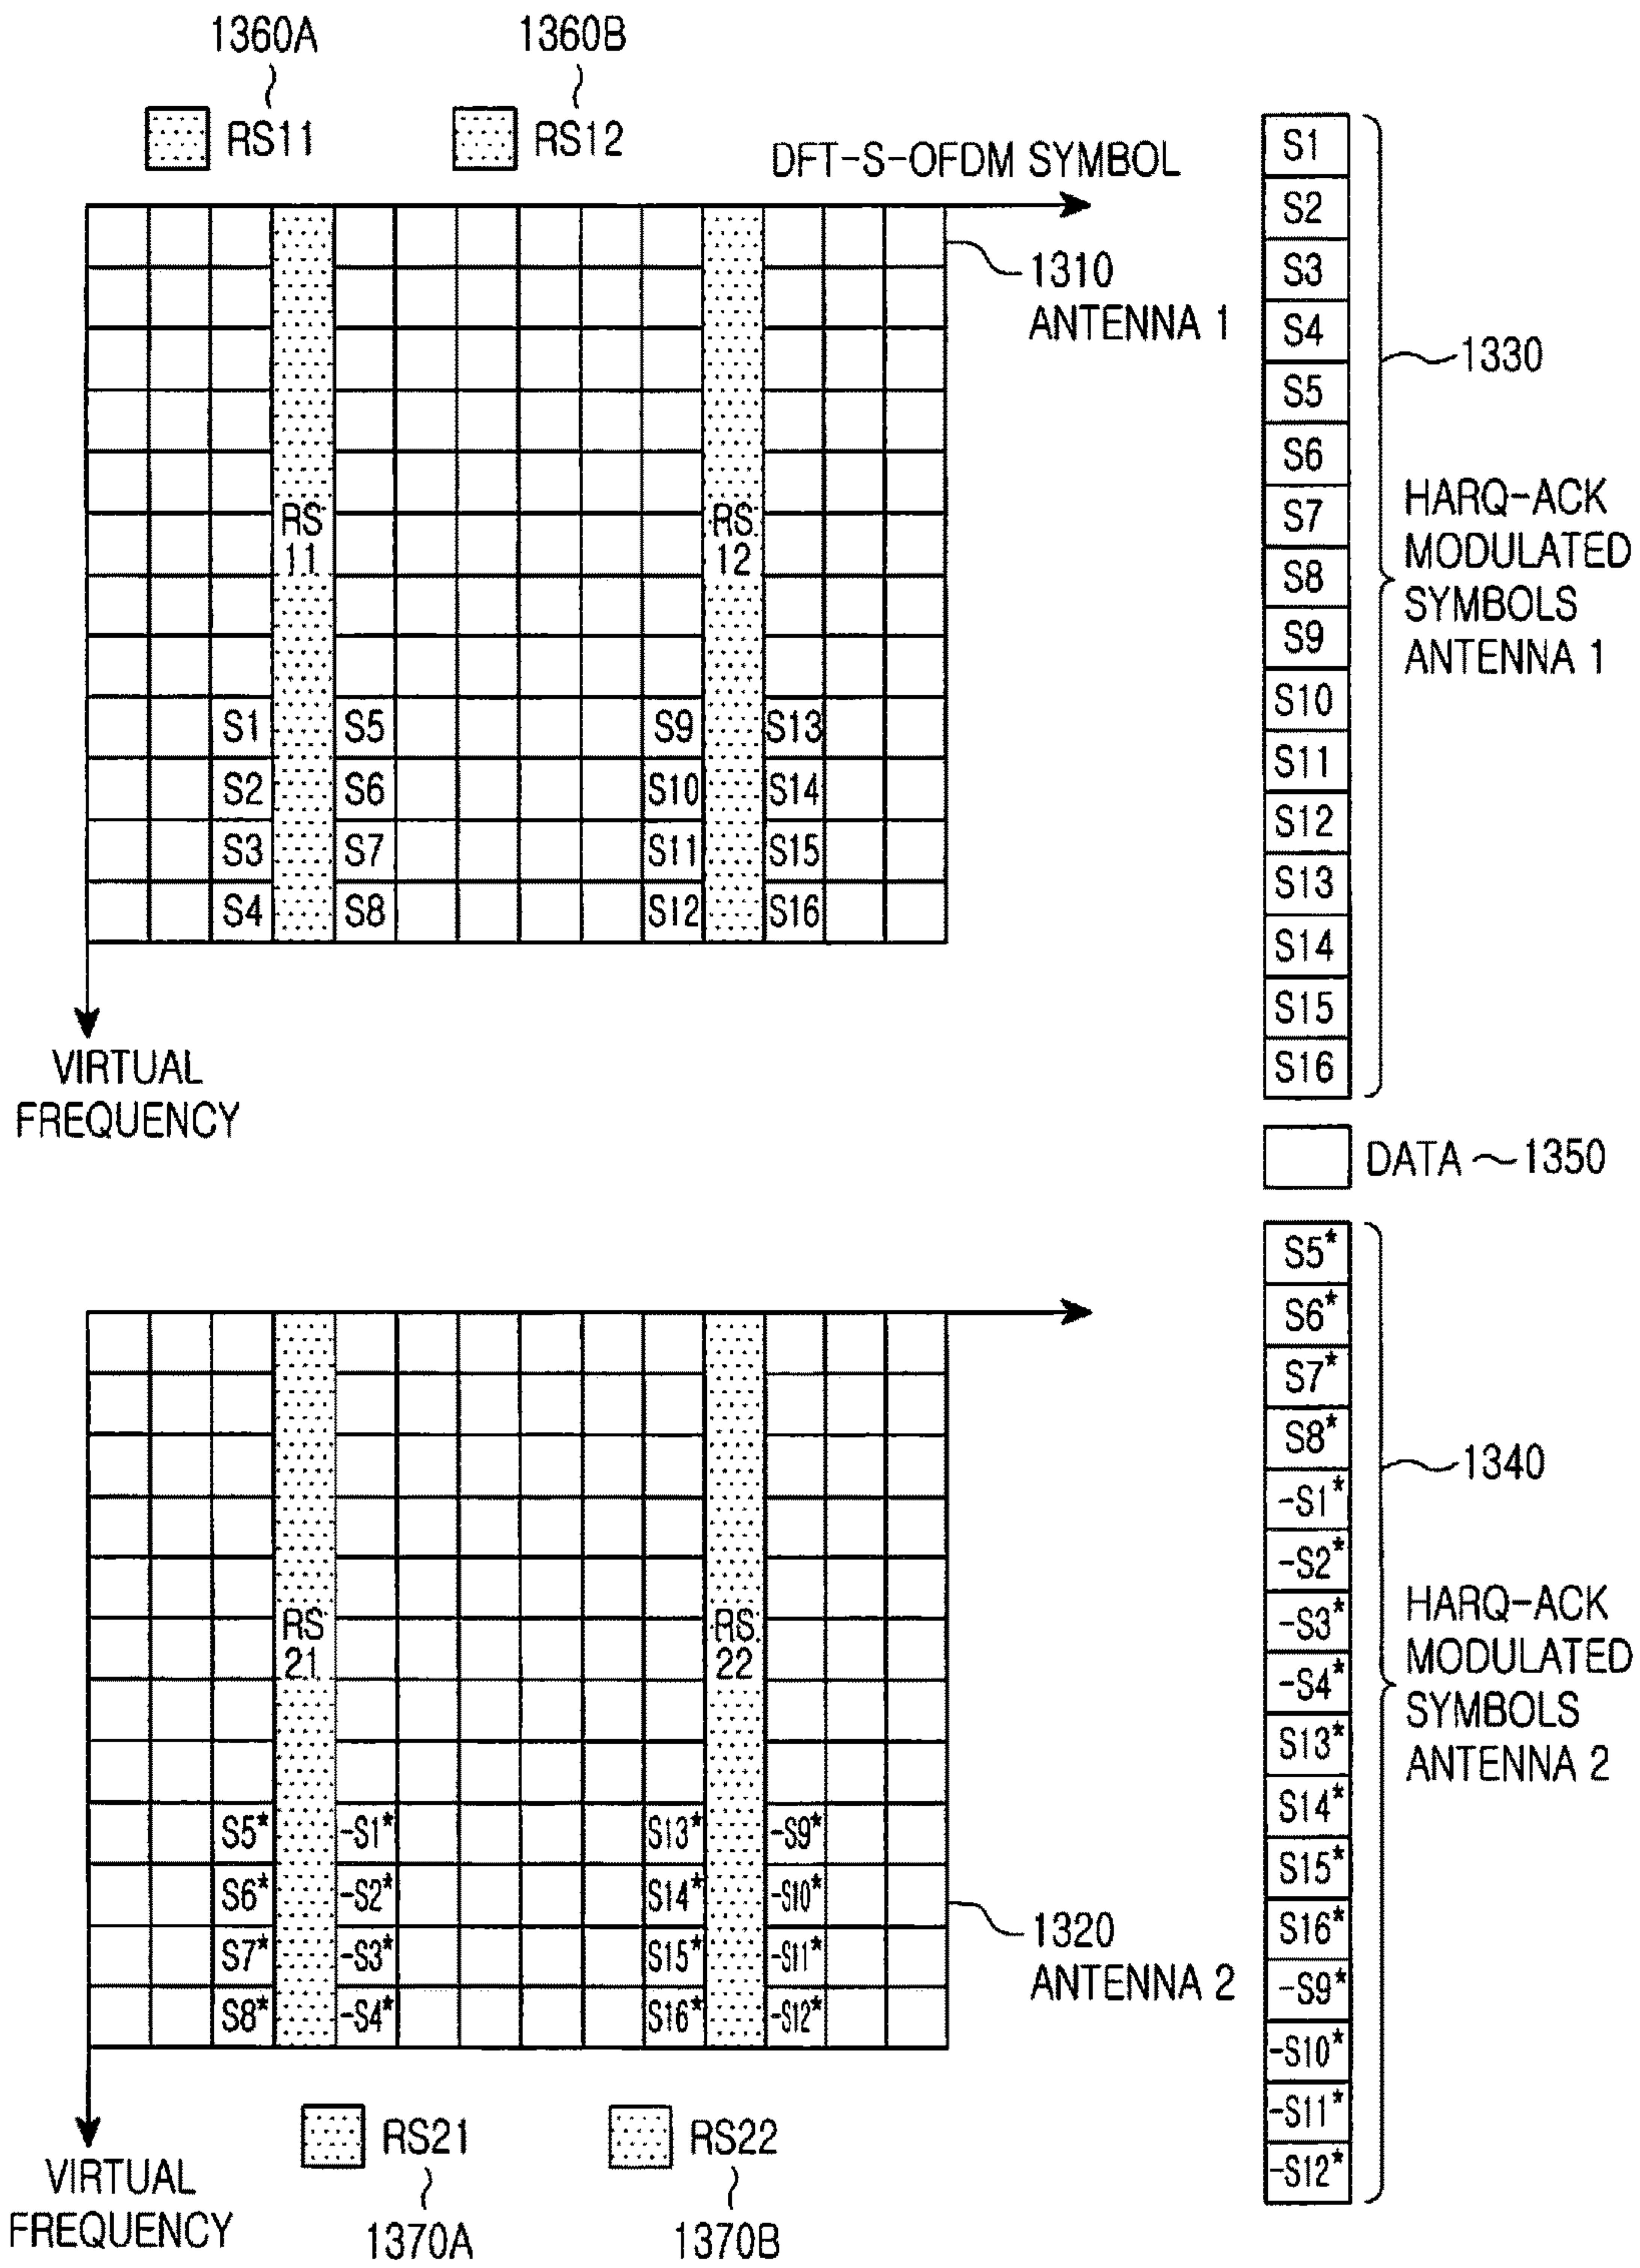 1360A 1360B
RS11 RS12
DFT-S-OFDM SYMBOL
1310
ANTENNA 1
RS
11
RS
12
S1 S5 S9 S13
S2 S6 S10 S14
S3 S7 S11 S15
S4 S8 S12 S16
VIRTUAL
FREQUENCY
S1
S2
S3
S4
S5
S6
S7
S8
S9
S10
S11
S12
S13
S14
S15
S16
1330
HARQ-ACK
MODULATED
SYMBOLS
ANTENNA 1
DATA 1350
RS
21
RS
22
S5* -S1* S13* -S9*
S6* -S2* S14* -S10*
S7* -S3* S15* -S11*
S8* -S4* S16* -S12*
1320
ANTENNA 2
VIRTUAL
FREQUENCY
RS21 RS22
1370A 1370B
S5*
S6*
S7*
S8*
-S1*
-S2*
-S3*
-S4*
S13*
S14*
S15*
S16*
-S9*
-S10*
-S11*
-S12*
1340
HARQ-ACK
MODULATED
SYMBOLS
ANTENNA 2